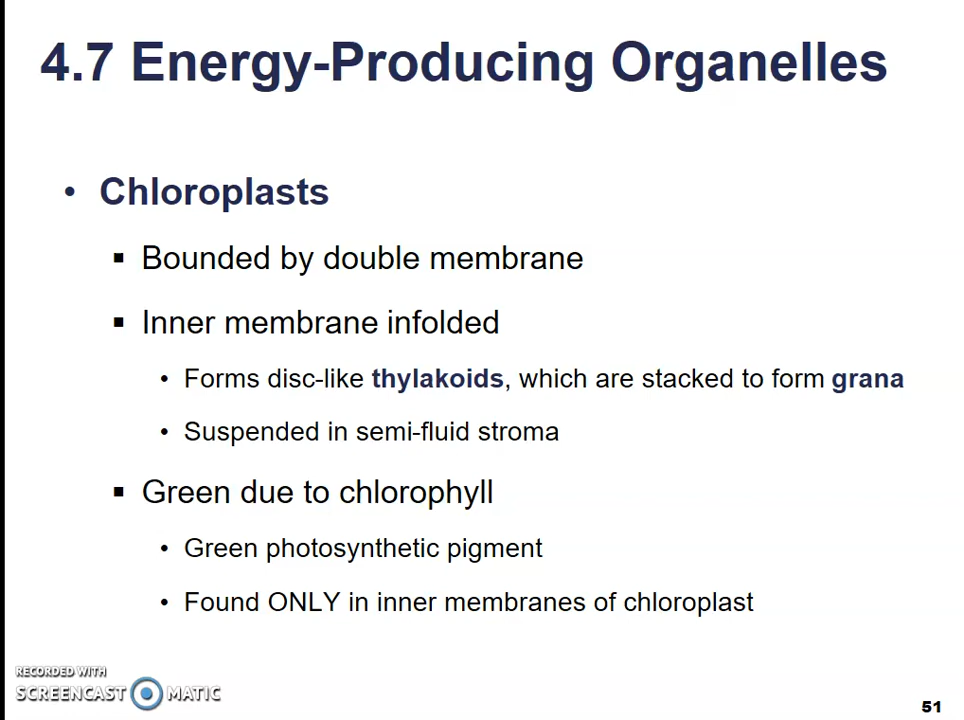 4.7 Energy-Producing Organelles
• Chloroplasts
▪ Bounded by double membrane
▪ Inner membrane infolded
• Forms disc-like thylakoids, which are stacked to form grana
• Suspended in semi-fluid stroma
▪ Green due to chlorophyll
• Green photosynthetic pigment
• Found ONLY in inner membranes of chloroplast
RECORDED WITH
SCREENCAST MATIC
51